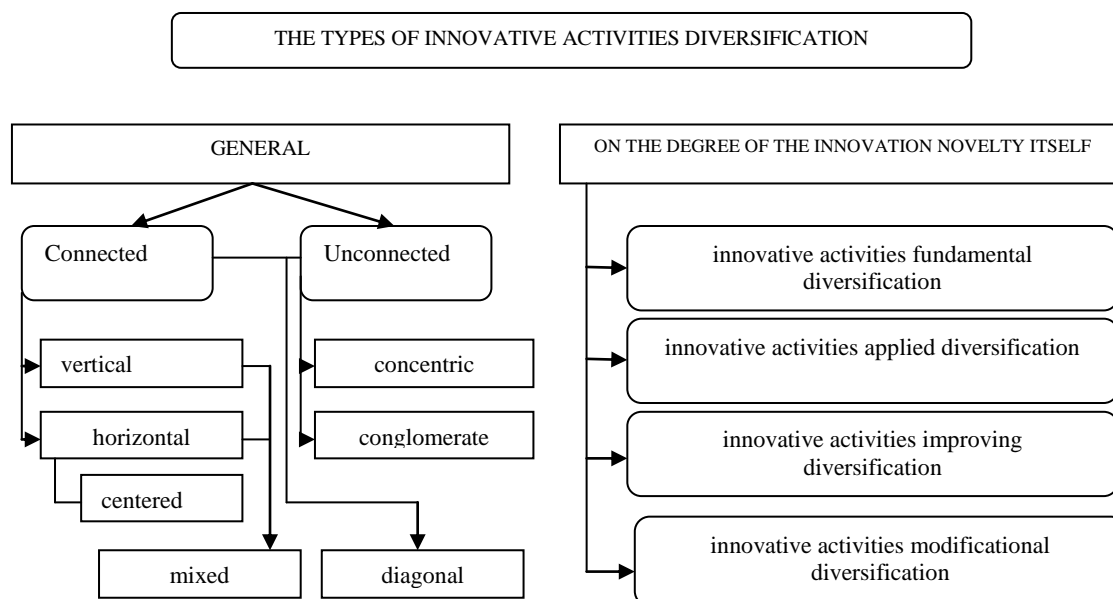 THE TYPES OF INNOVATIVE ACTIVITIES DIVERSIFICATION
GENERAL
Connected
Unconnected
vertical
concentric
horizontal
conglomerate
centered
mixed
diagonal
ON THE DEGREE OF THE INNOVATION NOVELTY ITSELF
innovative activities fundamental
diversification
innovative activities applied diversification
innovative activities improving
diversification
innovative activities modificational
diversification